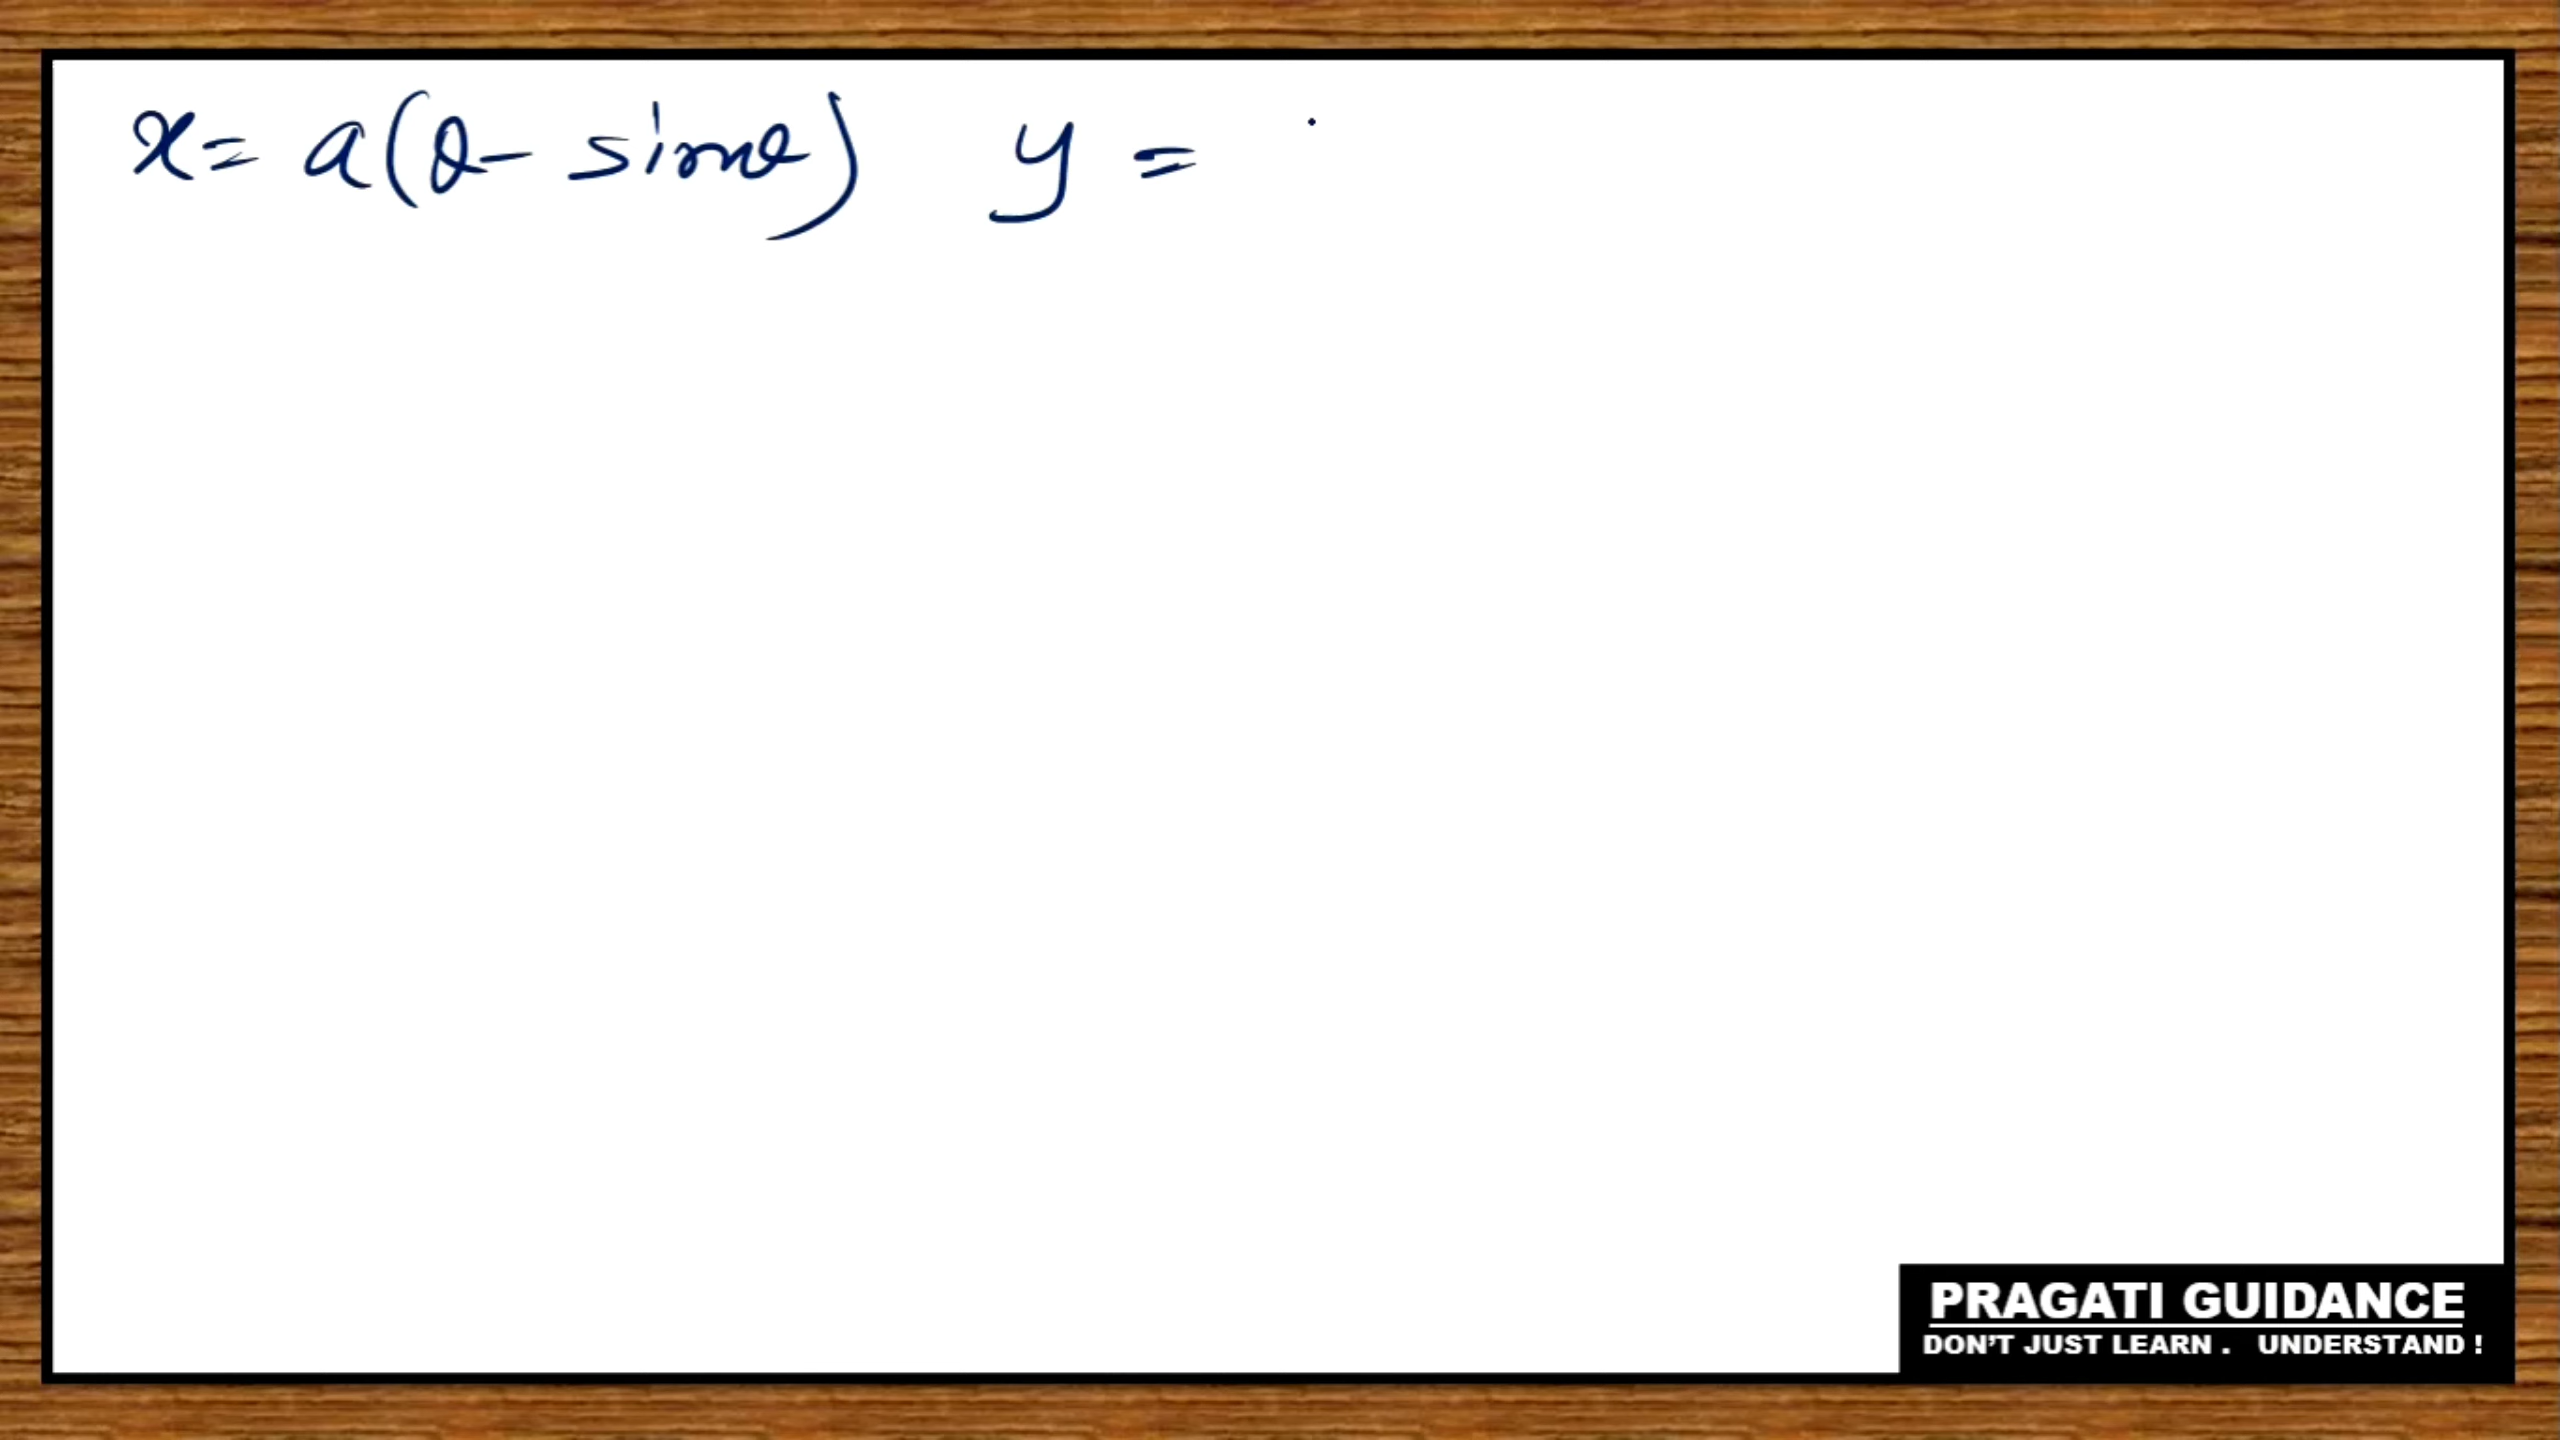 x = a(θ - sinθ) y =
PRAGATI GUIDANCE
DON'T JUST LEARN . UNDERSTAND !